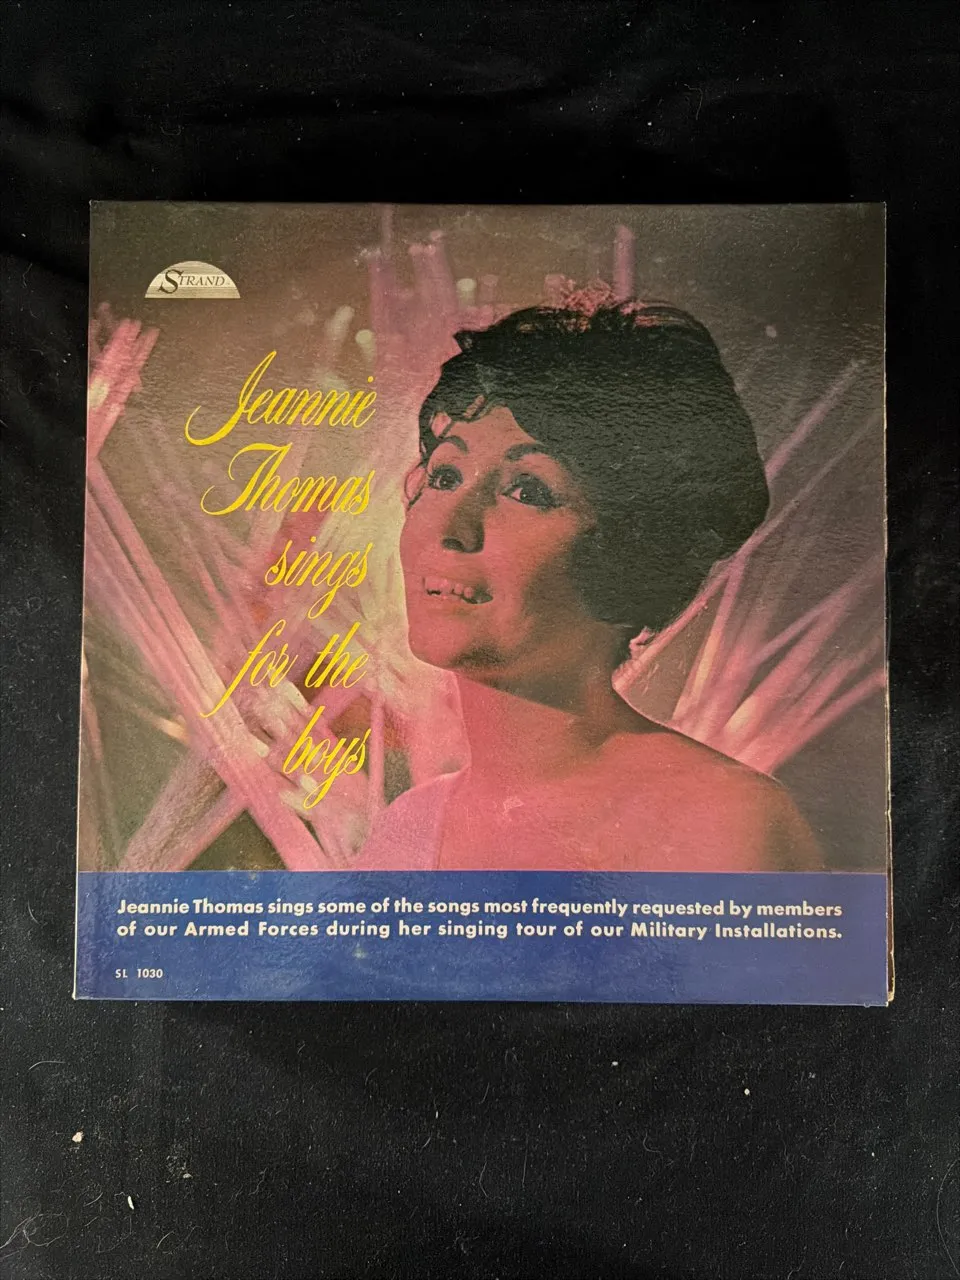 STRAND
Jeannie
Thomas
sings
for the
boys
Jeannie Thomas sings some of the songs most frequently requested by members
of our Armed Forces during her singing tour of our Military Installations.
SL 1030